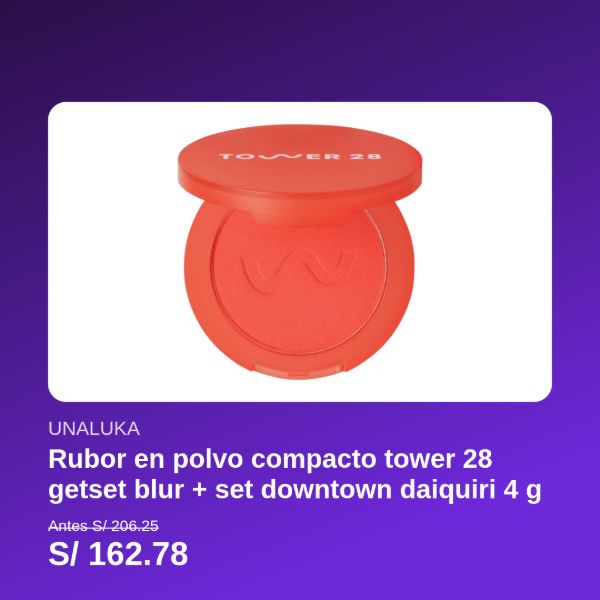 TOWER 28
UNALUKA
Rubor en polvo compacto tower 28
getset blur + set downtown daiquiri 4 g
Antes S/ 206.25
S/ 162.78